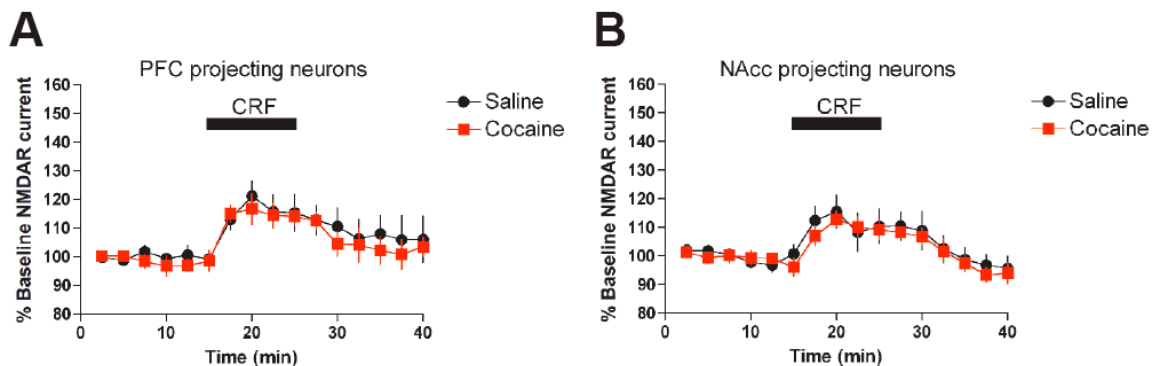 A
PFC projecting neurons
% Baseline NMDAR current
160
150
140
130
120
110
100
90
80
CRF
Saline
Cocaine
0
10
20
30
40
Time (min)
B
NAcc projecting neurons
% Baseline NMDAR current
160
150
140
130
120
110
100
90
80
CRF
Saline
Cocaine
0
10
20
30
40
Time (min)